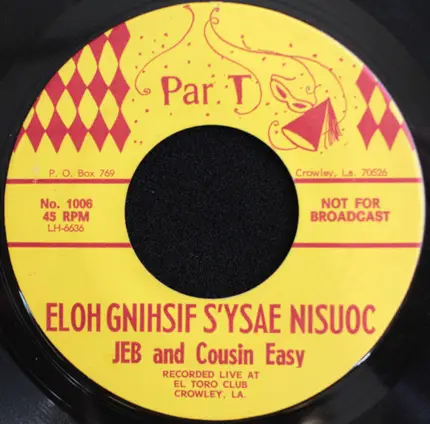 Par. T
P. O. Box 769
Crowley, La. 70526
No. 1006
45 RPM
LH-6636
NOT FOR
BROADCAST
ELOH GNIHSIF S'YSAE NISUOC
JEB and Cousin Easy
RECORDED LIVE AT
EL TORO CLUB
CROWLEY, LA.